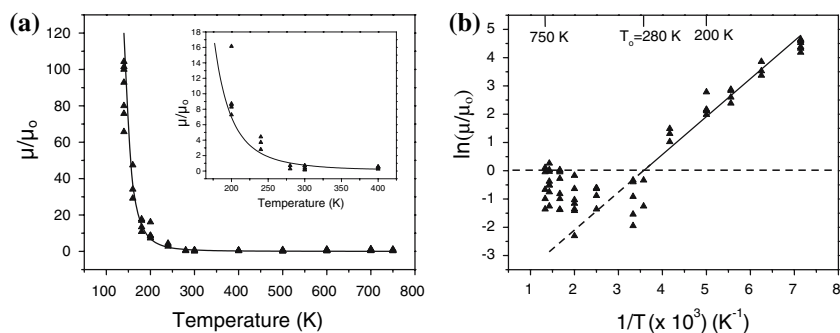 (a)
120
100
80
60
40
20
0
μ/μo
100 200 300 400 500 600 700 800
Temperature (K)
18
16
14
12
10
8
6
4
2
0
μ/μo
200 250 300 350 400
Temperature (K)
(b)
750 K To=280 K 200 K
5
4
3
2
1
0
-1
-2
-3
ln(μ/μo)
1 2 3 4 5 6 7 8
1/T (x 10³) (K⁻¹)